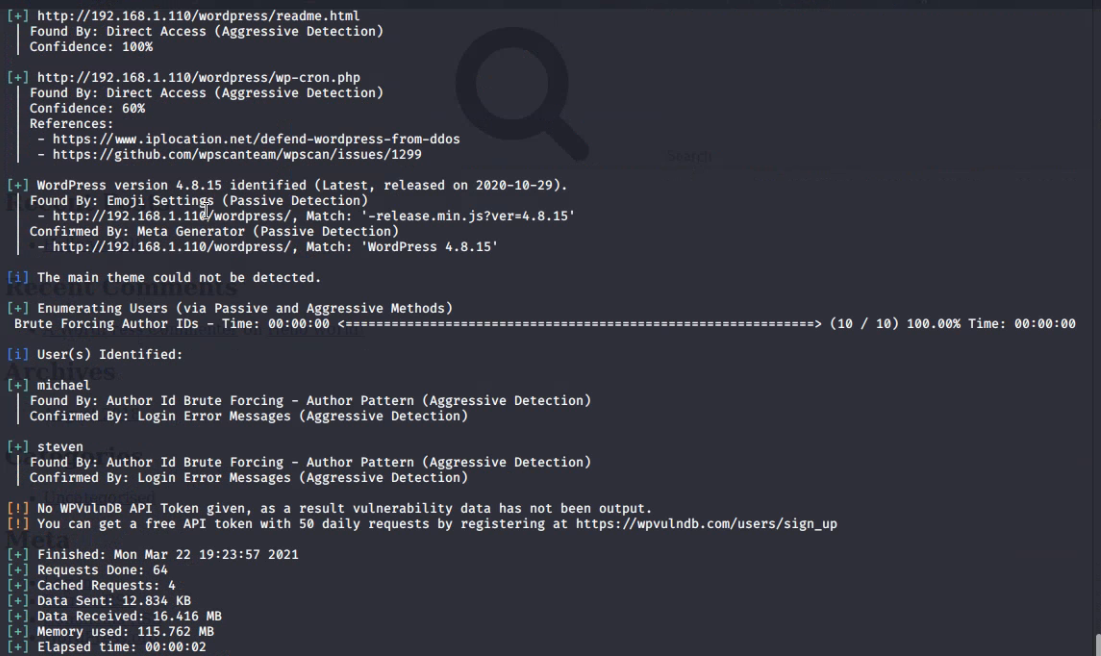 [+] http://192.168.1.110/wordpress/readme.html
| Found By: Direct Access (Aggressive Detection)
| Confidence: 100%
[+] http://192.168.1.110/wordpress/wp-cron.php
| Found By: Direct Access (Aggressive Detection)
| Confidence: 60%
| References:
| - https://www.iplocation.net/defend-wordpress-from-ddos
| - https://github.com/wpscanteam/wpscan/issues/1299
Search
[+] WordPress version 4.8.15 identified (Latest, released on 2020-10-29).
| Found By: Emoji Settings (Passive Detection)
| - http://192.168.1.110/wordpress/, Match: '-release.min.js?ver=4.8.15'
| Confirmed By: Meta Generator (Passive Detection)
| - http://192.168.1.110/wordpress/, Match: 'WordPress 4.8.15'
[i] The main theme could not be detected.
Recent Comments
[+] Enumerating Users (via Passive and Aggressive Methods)
Brute Forcing Author IDs - Time: 00:00:00 <=============================================================> (10 / 10) 100.00% Time: 00:00:00
[i] User(s) Identified:
Archives
[+] michael
| Found By: Author Id Brute Forcing - Author Pattern (Aggressive Detection)
| Confirmed By: Login Error Messages (Aggressive Detection)
[+] steven
Categories
| Found By: Author Id Brute Forcing - Author Pattern (Aggressive Detection)
| Confirmed By: Login Error Messages (Aggressive Detection)
[!] No WPVulnDB API Token given, as a result vulnerability data has not been output.
[!] You can get a free API token with 50 daily requests by registering at https://wpvulndb.com/users/sign_up
Meta
[+] Finished: Mon Mar 22 19:23:57 2021
[+] Requests Done: 64
[+] Cached Requests: 4
[+] Data Sent: 12.834 KB
[+] Data Received: 16.416 MB
[+] Memory used: 115.762 MB
[+] Elapsed time: 00:00:02